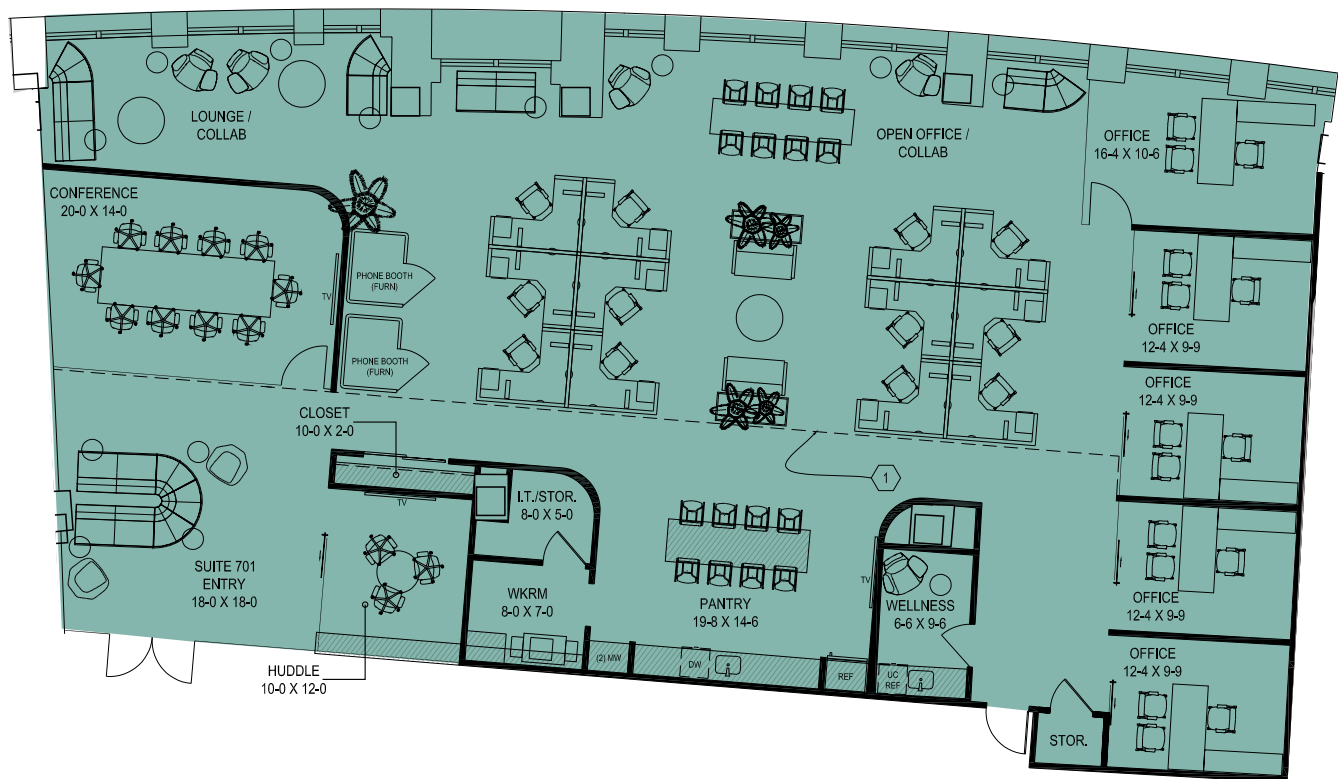 LOUNGE /
COLLAB
OPEN OFFICE /
COLLAB
OFFICE
16-4 X 10-6
CONFERENCE
20-0 X 14-0
TV
PHONE BOOTH
(FURN)
PHONE BOOTH
(FURN)
OFFICE
12-4 X 9-9
OFFICE
12-4 X 9-9
CLOSET
10-0 X 2-0
1
TV
I.T./STOR.
8-0 X 5-0
SUITE 701
ENTRY
18-0 X 18-0
WKRM
8-0 X 7-0
PANTRY
19-8 X 14-6
TV
WELLNESS
6-6 X 9-6
OFFICE
12-4 X 9-9
HUDDLE
10-0 X 12-0
(2) MW
DW
REF
UC
REF
OFFICE
12-4 X 9-9
STOR.